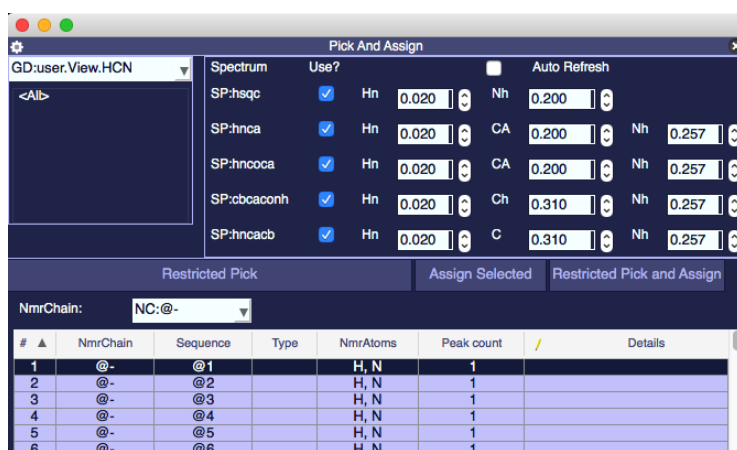 Pick And Assign
GD:user.View.HCN
<All>
Spectrum Use? Auto Refresh
SP:hsqc Hn 0.020 Nh 0.200
SP:hnca Hn 0.020 CA 0.200 Nh 0.257
SP:hncoca Hn 0.020 CA 0.200 Nh 0.257
SP:cbcaconh Hn 0.020 Ch 0.310 Nh 0.257
SP:hncacb Hn 0.020 C 0.310 Nh 0.257
Restricted Pick Assign Selected Restricted Pick and Assign
NmrChain: NC:@-
# NmrChain Sequence Type NmrAtoms Peak count Details
1 @- @1 H, N 1
2 @- @2 H, N 1
3 @- @3 H, N 1
4 @- @4 H, N 1
5 @- @5 H, N 1
6 @- @6 H, N 1